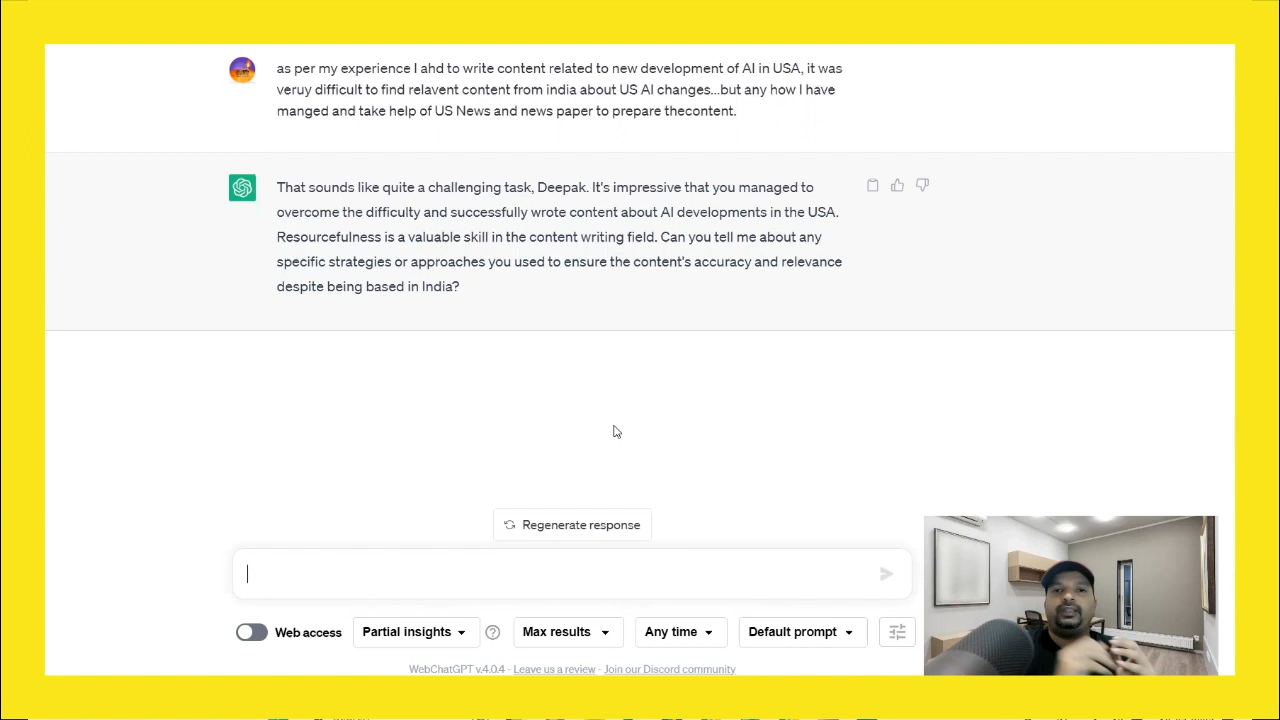 as per my experience I ahd to write content related to new development of AI in USA, it was
veruy difficult to find relavent content from india about US AI changes...but any how I have
manged and take help of US News and news paper to prepare thecontent.
That sounds like quite a challenging task, Deepak. It's impressive that you managed to
overcome the difficulty and successfully wrote content about AI developments in the USA.
Resourcefulness is a valuable skill in the content writing field. Can you tell me about any
specific strategies or approaches you used to ensure the content's accuracy and relevance
despite being based in India?
Regenerate response
Web access Partial insights Max results Any time Default prompt
WebChatGPT v.4.0.4 - Leave us a review - Join our Discord community